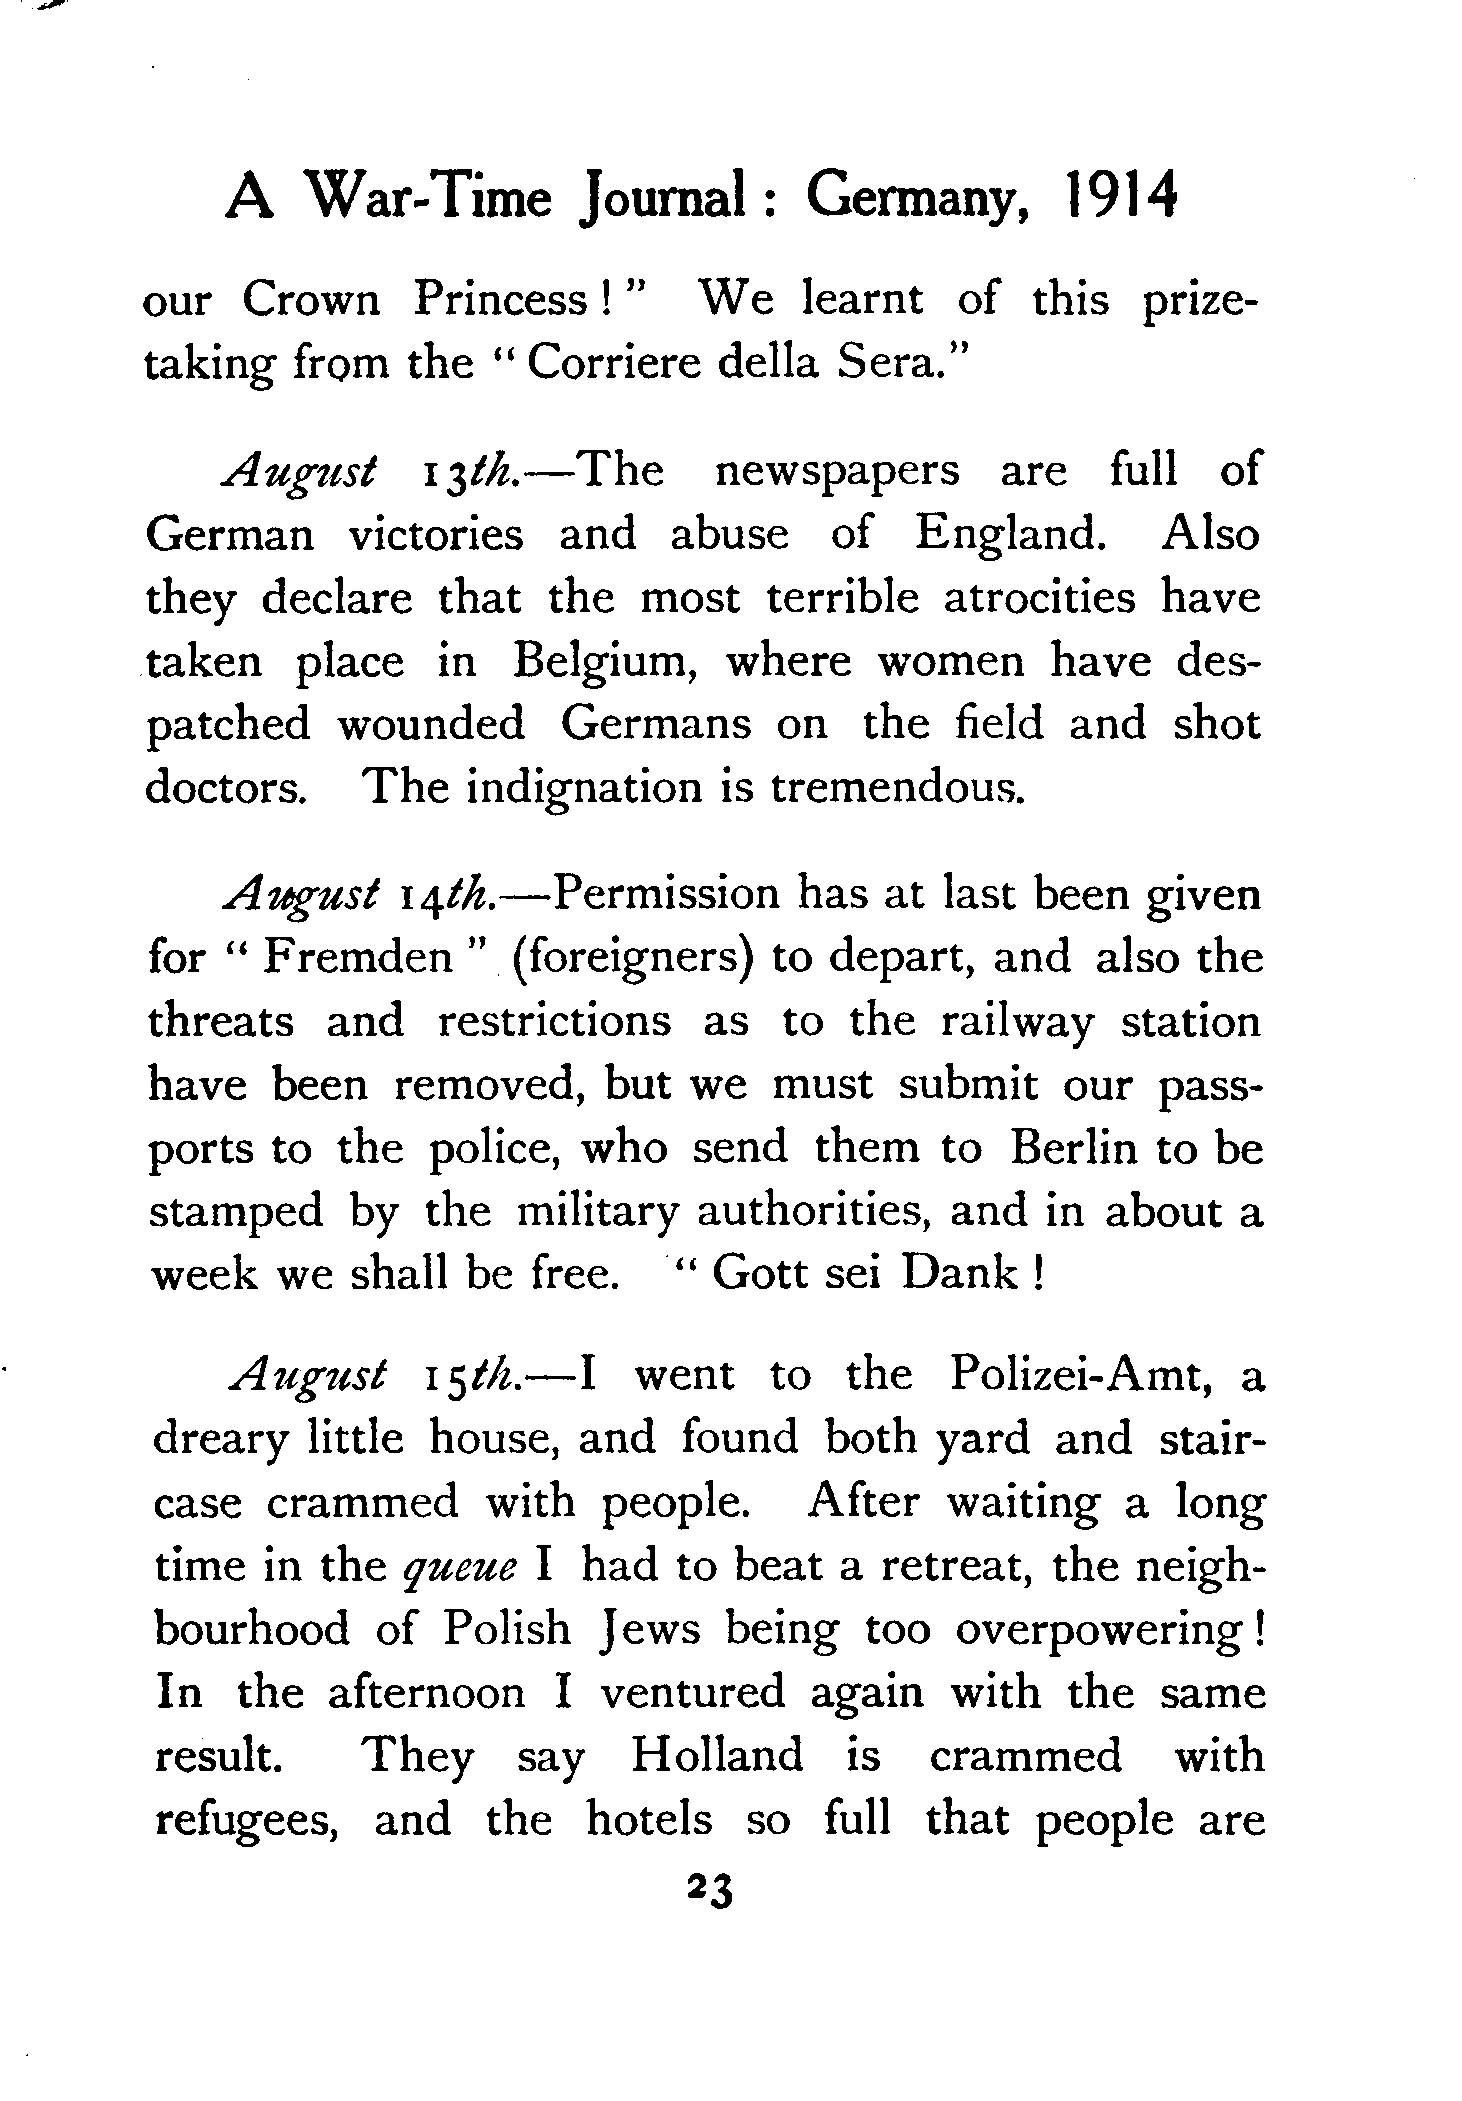 A War-Time Journal : Germany, 1914
our Crown Princess ! " We learnt of this prize-
taking from the " Corriere della Sera."
August 13th.—The newspapers are full of
German victories and abuse of England. Also
they declare that the most terrible atrocities have
taken place in Belgium, where women have des-
patched wounded Germans on the field and shot
doctors. The indignation is tremendous.
August 14th.—Permission has at last been given
for " Fremden " (foreigners) to depart, and also the
threats and restrictions as to the railway station
have been removed, but we must submit our pass-
ports to the police, who send them to Berlin to be
stamped by the military authorities, and in about a
week we shall be free. " Gott sei Dank !
August 15th.—I went to the Polizei-Amt, a
dreary little house, and found both yard and stair-
case crammed with people. After waiting a long
time in the queue I had to beat a retreat, the neigh-
bourhood of Polish Jews being too overpowering !
In the afternoon I ventured again with the same
result. They say Holland is crammed with
refugees, and the hotels so full that people are
23